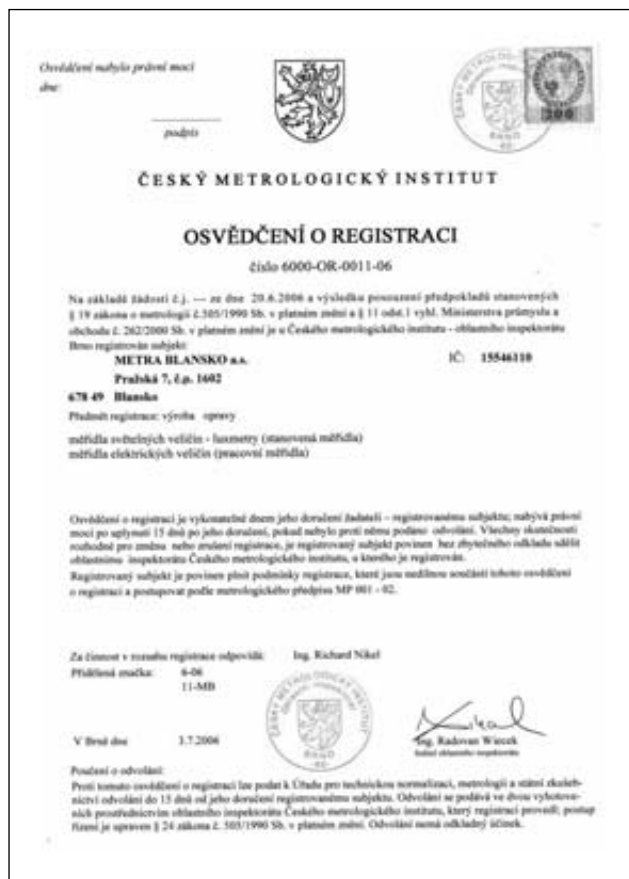 Osvědčení nabylo právní moci
dne:
podpis
ČESKÝ METROLOGICKÝ INSTITUT
BRNO
300
ČESKÝ METROLOGICKÝ INSTITUT
OSVĚDČENÍ O REGISTRACI
číslo 6000-OR-0011-06
Na základě žádosti č.j. --- ze dne 20.6.2006 a výsledku posouzení předpokladů stanovených
§ 19 zákona o metrologii č.505/1990 Sb. v platném znění a § 11 odst.1 vyhl. Ministerstva průmyslu a
obchodu č. 262/2000 Sb. v platném znění je u Českého metrologického institutu - oblastního inspektorátu
Brno registrován subjekt:
METRA BLANSKO a.s. IČ: 15546110
Pražská 7, č.p. 1602
678 49 Blansko
Předmět registrace: výroba opravy
měřidla světelných veličin - luxmetry (stanovená měřidla)
měřidla elektrických veličin (pracovní měřidla)
Osvědčení o registraci je vykonatelné dnem jeho doručení žadateli – registrovanému subjektu; nabývá právní
moci po uplynutí 15 dnů po jeho doručení, pokud nebylo proti němu podáno odvolání. Všechny skutečnosti
rozhodné pro změnu nebo zrušení registrace, je registrovaný subjekt povinen bez zbytečného odkladu sdělit
oblastnímu inspektorátu Českého metrologického institutu, u kterého je registrován.
Registrovaný subjekt je povinen plnit podmínky registrace, které jsou nedílnou součástí tohoto osvědčení
o registraci a postupovat podle metrologického předpisu MP 001 - 02.
Za činnost v rozsahu registrace odpovídá: Ing. Richard Nikel
Přidělená značka: 6-06
11-MB
ČESKÝ METROLOGICKÝ INSTITUT
BRNO
V Brně dne 3.7.2006
Ing. Radovan Wiecek
ředitel oblastního inspektorátu
Poučení o odvolání:
Proti tomuto osvědčení o registraci lze podat k Úřadu pro technickou normalizaci, metrologii a státní zkušeb-
nictví odvolání do 15 dnů od jeho doručení registrovanému subjektu. Odvolání se podává ve dvou vyhotove-
ních prostřednictvím oblastního inspektorátu Českého metrologického institutu, který registraci provedl; postup
řízení je upraven § 24 zákona č. 505/1990 Sb. v platném znění. Odvolání nemá odkladný účinek.